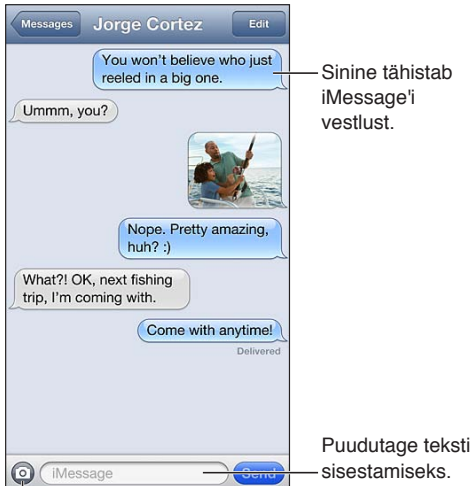 Messages Jorge Cortez Edit
You won't believe who just
reeled in a big one.
Sinine tähistab
iMessage'i
vestlust.
Ummm, you?
Nope. Pretty amazing,
huh? :)
What?! OK, next fishing
trip, I'm coming with.
Come with anytime!
Delivered
iMessage Send
Puudutage teksti
sisestamiseks.